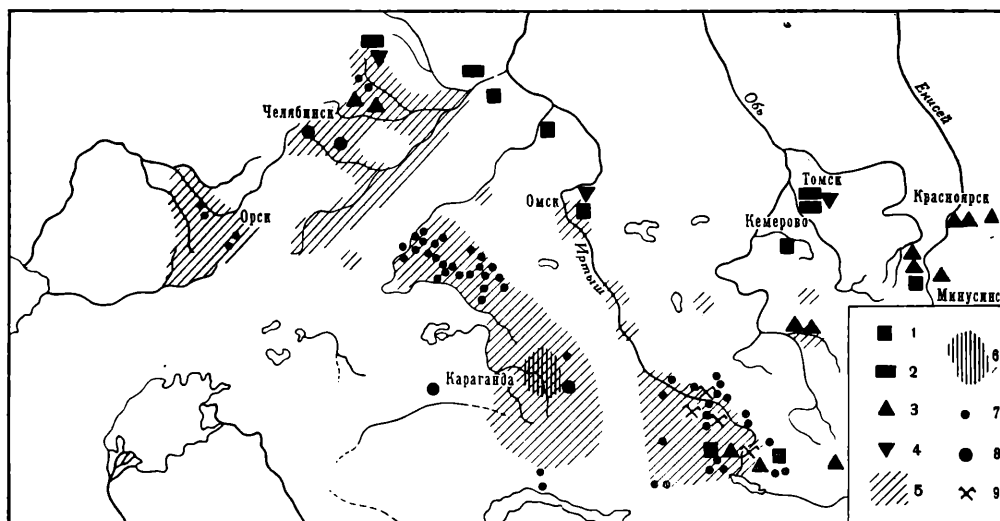 Обь
Енисей
Челябинск
Томск
Красноярск
Омск
Кемерово
Орск
Иртыш
Минусинс
Караганда
1
2
3
4
5
6
7
8
9